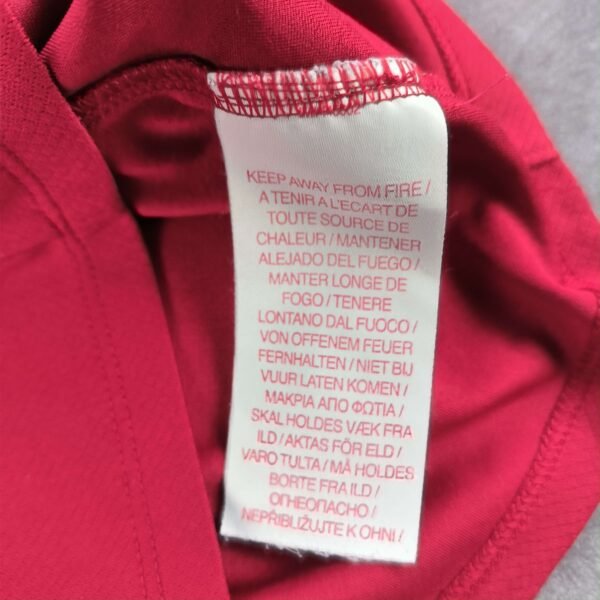 KEEP AWAY FROM FIRE /
A TENIR A L'ECART DE
TOUTE SOURCE DE
CHALEUR / MANTENER
ALEJADO DEL FUEGO /
MANTER LONGE DE
FOGO / TENERE
LONTANO DAL FUOCO /
VON OFFENEM FEUER
FERNHALTEN / NIET BIJ
VUUR LATEN KOMEN /
ΜΑΚΡΙΑ ΑΠΟ ΦΩΤΙΑ /
SKAL HOLDES VÆK FRA
ILD / AKTAS FÖR ELD /
VARO TULTA / MÅ HOLDES
BORTE FRA ILD /
ОГНЕОПАСНО /
NEPŘIBLIŽUJTE K OHNI /